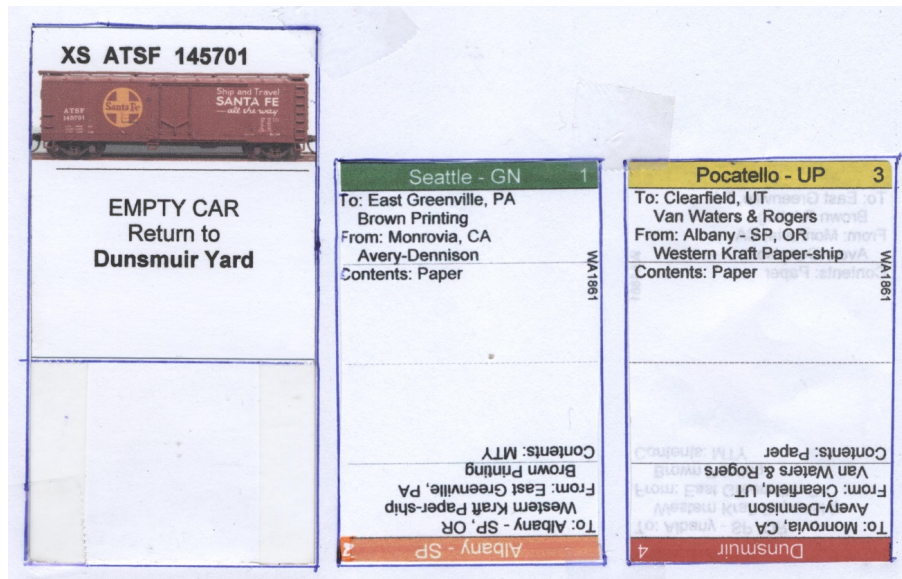 XS ATSF 145701
ATSF
145701
Santa Fe
Ship and Travel
SANTA FE
—all the way
EMPTY CAR
Return to
Dunsmuir Yard
Seattle - GN 1
To: East Greenville, PA
Brown Printing
From: Monrovia, CA
Avery-Dennison
Contents: Paper
WA1861
Albany - SP 2
To: Albany - SP, OR
Western Kraft Paper-ship
From: East Greenville, PA
Brown Printing
Contents: MTY
Pocatello - UP 3
To: Clearfield, UT
Van Waters & Rogers
From: Albany - SP, OR
Western Kraft Paper-ship
Contents: Paper
WA1861
Dunsmuir 4
To: Monrovia, CA
Avery-Dennison
From: Clearfield, UT
Van Waters & Rogers
Contents: Paper